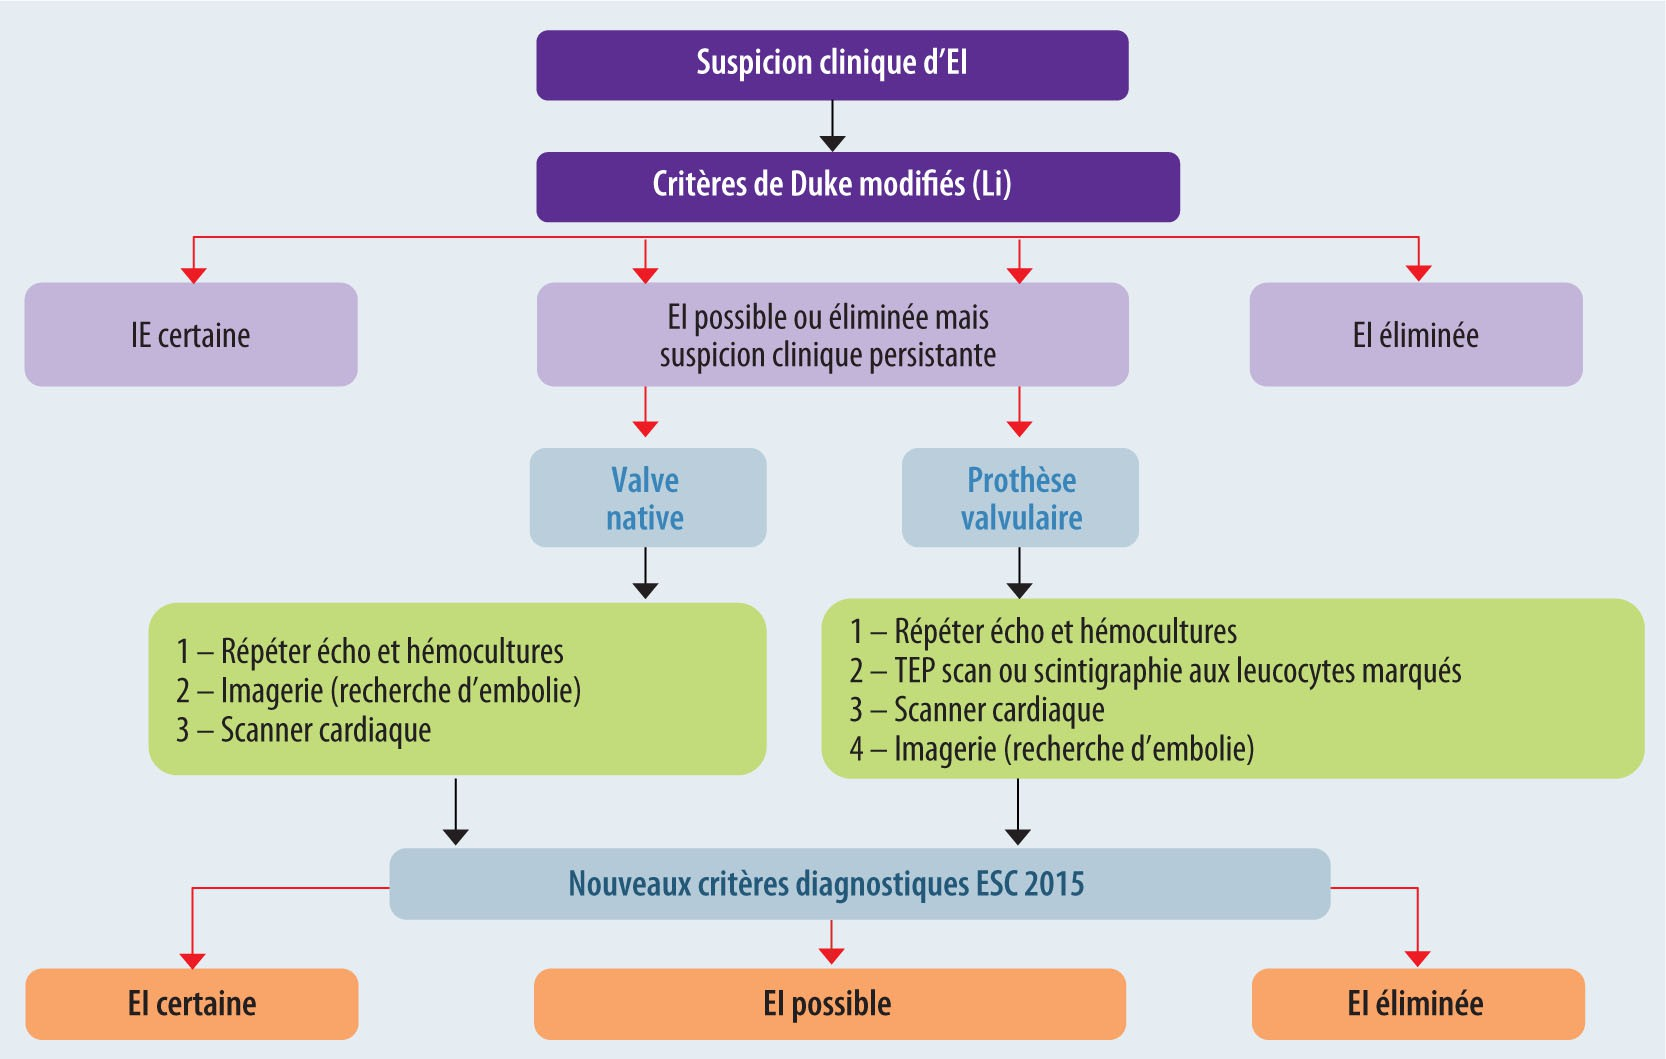 Suspicion clinique d’EI
Critères de Duke modifiés (Li)
IE certaine
EI possible ou éliminée mais
suspicion clinique persistante
EI éliminée
Valve
native
Prothèse
valvulaire
1 – Répéter écho et hémocultures
2 – Imagerie (recherche d’embolie)
3 – Scanner cardiaque
1 – Répéter écho et hémocultures
2 – TEP scan ou scintigraphie aux leucocytes marqués
3 – Scanner cardiaque
4 – Imagerie (recherche d’embolie)
Nouveaux critères diagnostiques ESC 2015
EI certaine
EI possible
EI éliminée